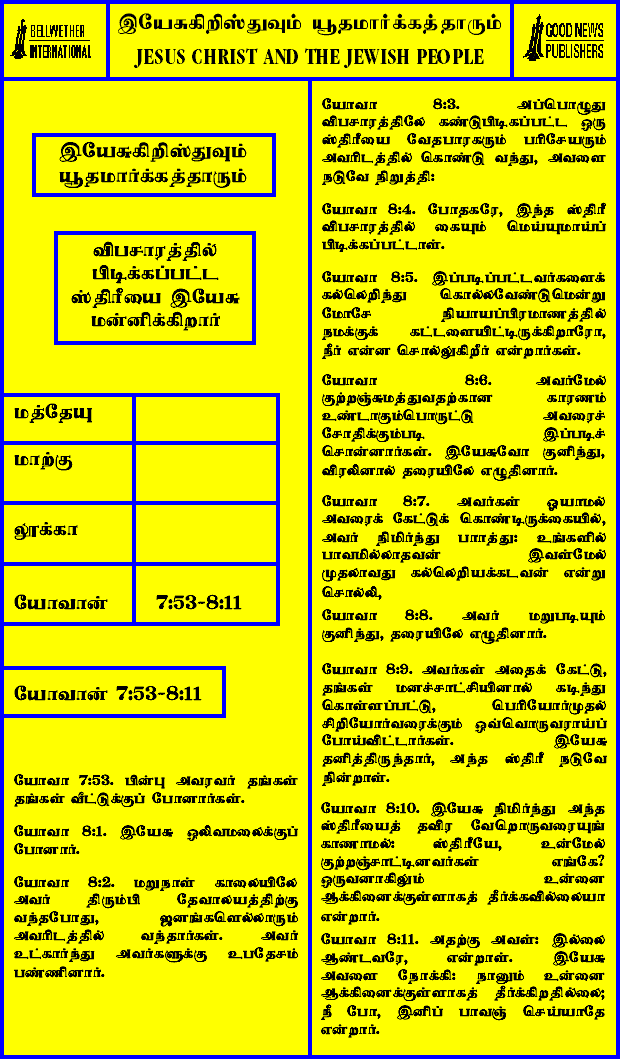 BELLWETHER
INTERNATIONAL
இயேசுகிறிஸ்துவும் யூதமார்க்கத்தாரும்
JESUS CHRIST AND THE JEWISH PEOPLE
GOOD NEWS
PUBLISHERS
இயேசுகிறிஸ்துவும்
யூதமார்க்கத்தாரும்
விபசாரத்தில்
பிடிக்கப்பட்ட
ஸ்திரீயை இயேசு
மன்னிக்கிறார்
மத்தேயு
மாற்கு
லூக்கா
யோவான் 7:53-8:11
யோவான் 7:53-8:11
யோவா 7:53. பின்பு அவரவர் தங்கள்
தங்கள் வீட்டுக்குப் போனார்கள்.
யோவா 8:1. இயேசு ஒலிவமலைக்குப்
போனார்.
யோவா 8:2. மறுநாள் காலையிலே
அவர் திரும்பி தேவாலயத்திற்கு
வந்தபோது, ஜனங்களெல்லாரும்
அவரிடத்தில் வந்தார்கள். அவர்
உட்கார்ந்து அவர்களுக்கு உபதேசம்
பண்ணினார்.
யோவா 8:3. அப்பொழுது
விபசாரத்திலே கண்டுபிடிகப்பட்ட ஒரு
ஸ்திரீயை வேதபாரகரும் பரிசேயரும்
அவரிடத்தில் கொண்டு வந்து, அவளை
நடுவே நிறுத்தி:
யோவா 8:4. போதகரே, இந்த ஸ்திரீ
விபசாரத்தில் கையும் மெய்யுமாய்ப்
பிடிக்கப்பட்டாள்.
யோவா 8:5. இப்படிப்பட்டவர்களைக்
கல்லெறிந்து கொல்லவேண்டுமென்று
மோசே நியாயப்பிரமாணத்தில்
நமக்குக் கட்டளையிட்டிருக்கிறாரோ,
நீர் என்ன சொல்லுகிறீர் என்றார்கள்.
யோவா 8:6. அவர்மேல்
குற்றஞ்சுமத்துவதற்கான காரணம்
உண்டாகும்பொருட்டு அவரைச்
சோதிக்கும்படி இப்படிச்
சொன்னார்கள். இயேசுவோ குனிந்து,
விரலினால் தரையிலே எழுதினார்.
யோவா 8:7. அவர்கள் ஓயாமல்
அவரைக் கேட்டுக் கொண்டிருக்கையில்,
அவர் நிமிர்ந்து பாரத்து: உங்களில்
பாவமில்லாதவன் இவள்மேல்
முதலாவது கல்லெறியக்கடவன் என்று
சொல்லி,
யோவா 8:8. அவர் மறுபடியும்
குனிந்து, தரையிலே எழுதினார்.
யோவா 8:9. அவர்கள் அதைக் கேட்டு,
தங்கள் மனச்சாட்சியினால் கடிந்து
கொள்ளப்பட்டு, பெரியோர்முதல்
சிறியோர்வரைக்கும் ஒவ்வொருவராய்ப்
போய்விட்டார்கள். இயேசு
தனித்திருந்தார், அந்த ஸ்திரீ நடுவே
நின்றாள்.
யோவா 8:10. இயேசு நிமிர்ந்து அந்த
ஸ்திரீயைத் தவிர வேறொருவரையுங்
காணாமல்: ஸ்திரீயே, உன்மேல்
குற்றஞ்சாட்டினவர்கள் எங்கே?
ஒருவனாகிலும் உன்னை
ஆக்கினைக்குள்ளாகத் தீர்க்கவில்லையா
என்றார்.
யோவா 8:11. அதற்கு அவள்: இல்லை
ஆண்டவரே, என்றாள். இயேசு
அவளை நோக்கி: நானும் உன்னை
ஆக்கினைக்குள்ளாகத் தீர்க்கிறதில்லை;
நீ போ, இனிப் பாவஞ் செய்யாதே
என்றார்.